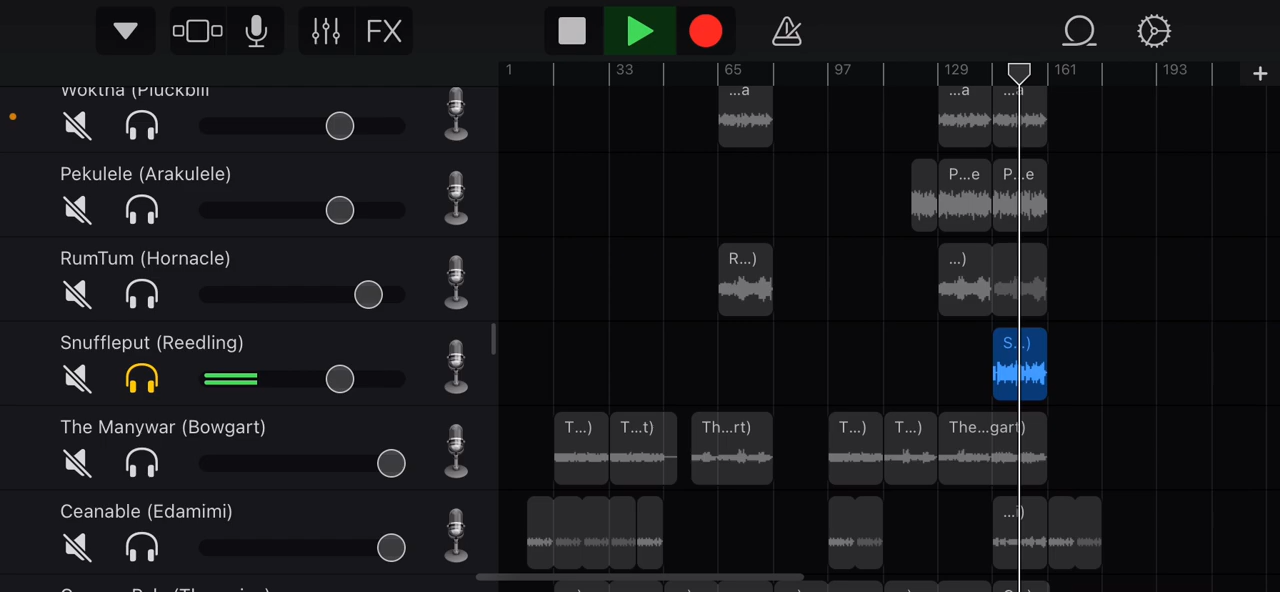 FX
1 33 65 97 129 161 193
Woktha (Pluckbill
...a ...a ...a
Pekulele (Arakulele)
P...e P...e
RumTum (Hornacle)
R...) ...)
Snuffleput (Reedling)
S...)
The Manywar (Bowgart)
T...) T...t) Th...rt) T...) T...) The...gart)
Ceanable (Edamimi)
...i)